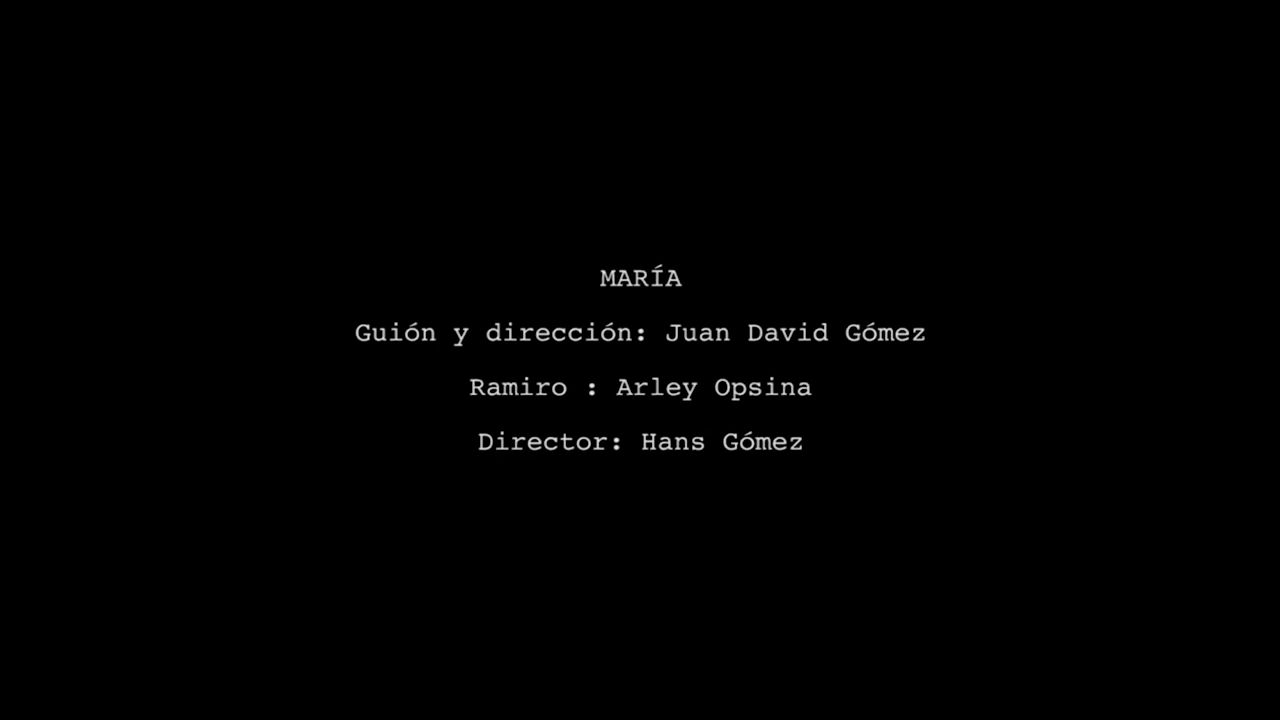 MARÍA
Guión y dirección: Juan David Gómez
Ramiro : Arley Opsina
Director: Hans Gómez